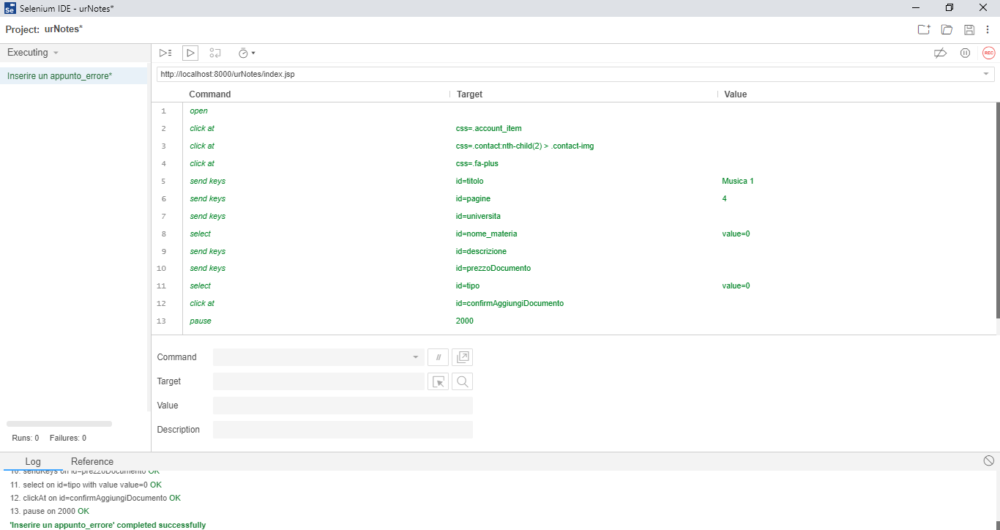 Selenium IDE - urNotes*
Project: urNotes*
Executing
REC
Inserire un appunto_errore*
http://localhost:8000/urNotes/index.jsp
Command Target Value
1 open
2 click at css=.account_item
3 click at css=.contact:nth-child(2) > .contact-img
4 click at css=.fa-plus
5 send keys id=titolo Musica 1
6 send keys id=pagine 4
7 send keys id=universita
8 select id=nome_materia value=0
9 send keys id=descrizione
10 send keys id=prezzoDocumento
11 select id=tipo value=0
12 click at id=confirmAggiungiDocumento
13 pause 2000
Command //
Target
Value
Description
Runs: 0 Failures: 0
Log Reference
10. sendKeys on id=prezzoDocumento OK
11. select on id=tipo with value value=0 OK
12. clickAt on id=confirmAggiungiDocumento OK
13. pause on 2000 OK
'Inserire un appunto_errore' completed successfully